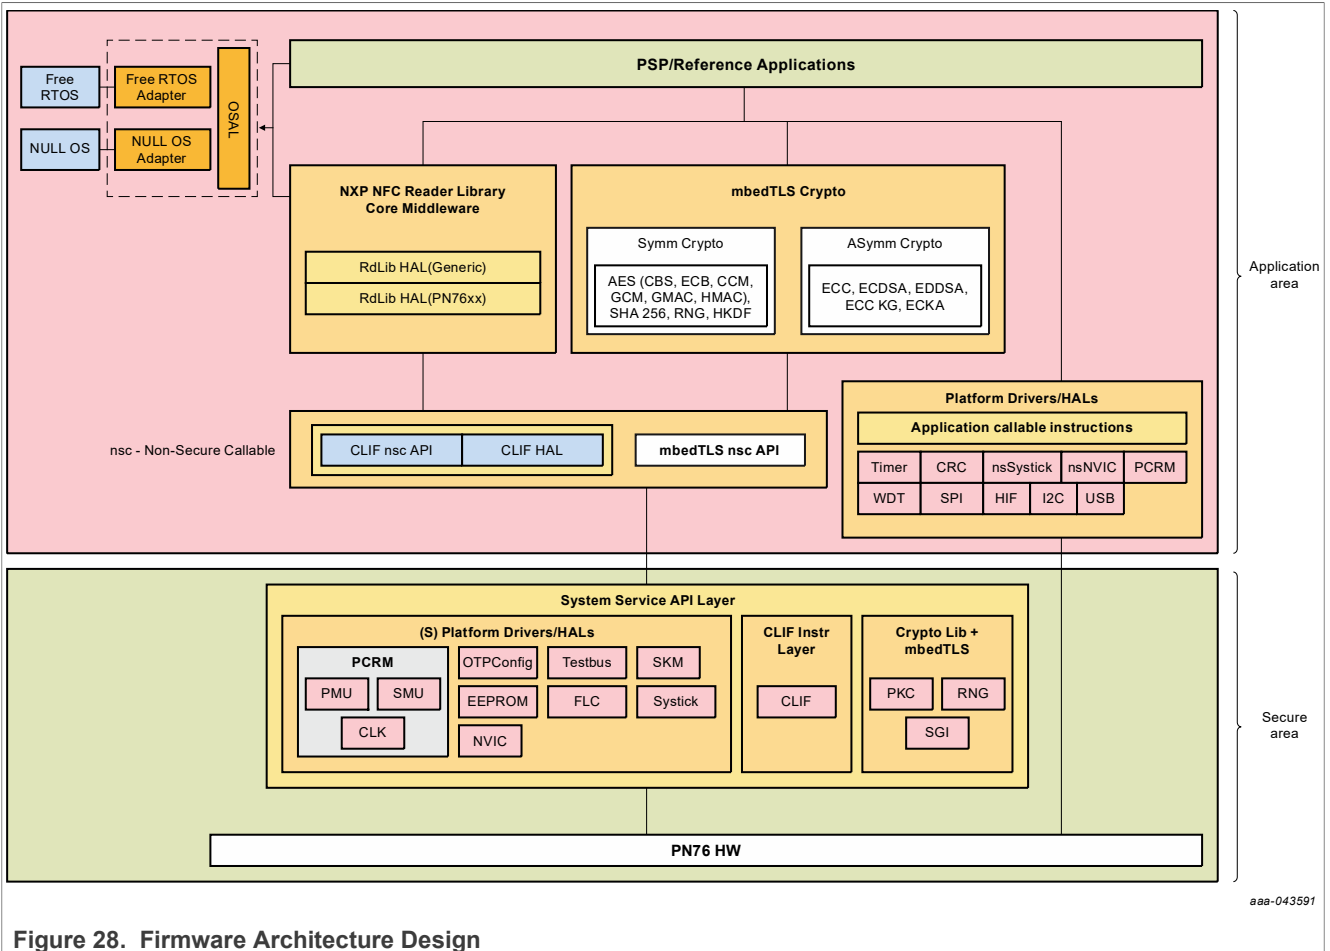 PSP/Reference Applications
Free
RTOS
Free RTOS
Adapter
OSAL
NULL OS
NULL OS
Adapter
NXP NFC Reader Library
Core Middleware
RdLib HAL(Generic)
RdLib HAL(PN76xx)
mbedTLS Crypto
Symm Crypto
AES (CBS, ECB, CCM,
GCM, GMAC, HMAC),
SHA 256, RNG, HKDF
ASymm Crypto
ECC, ECDSA, EDDSA,
ECC KG, ECKA
Application
area
nsc - Non-Secure Callable
CLIF nsc API
CLIF HAL
mbedTLS nsc API
Platform Drivers/HALs
Application callable instructions
Timer
CRC
nsSystick
nsNVIC
PCRM
WDT
SPI
HIF
I2C
USB
System Service API Layer
(S) Platform Drivers/HALs
PCRM
PMU
SMU
CLK
OTPConfig
Testbus
SKM
EEPROM
FLC
Systick
NVIC
CLIF Instr
Layer
CLIF
Crypto Lib +
mbedTLS
PKC
RNG
SGI
Secure
area
PN76 HW
aaa-043591
Figure 28. Firmware Architecture Design